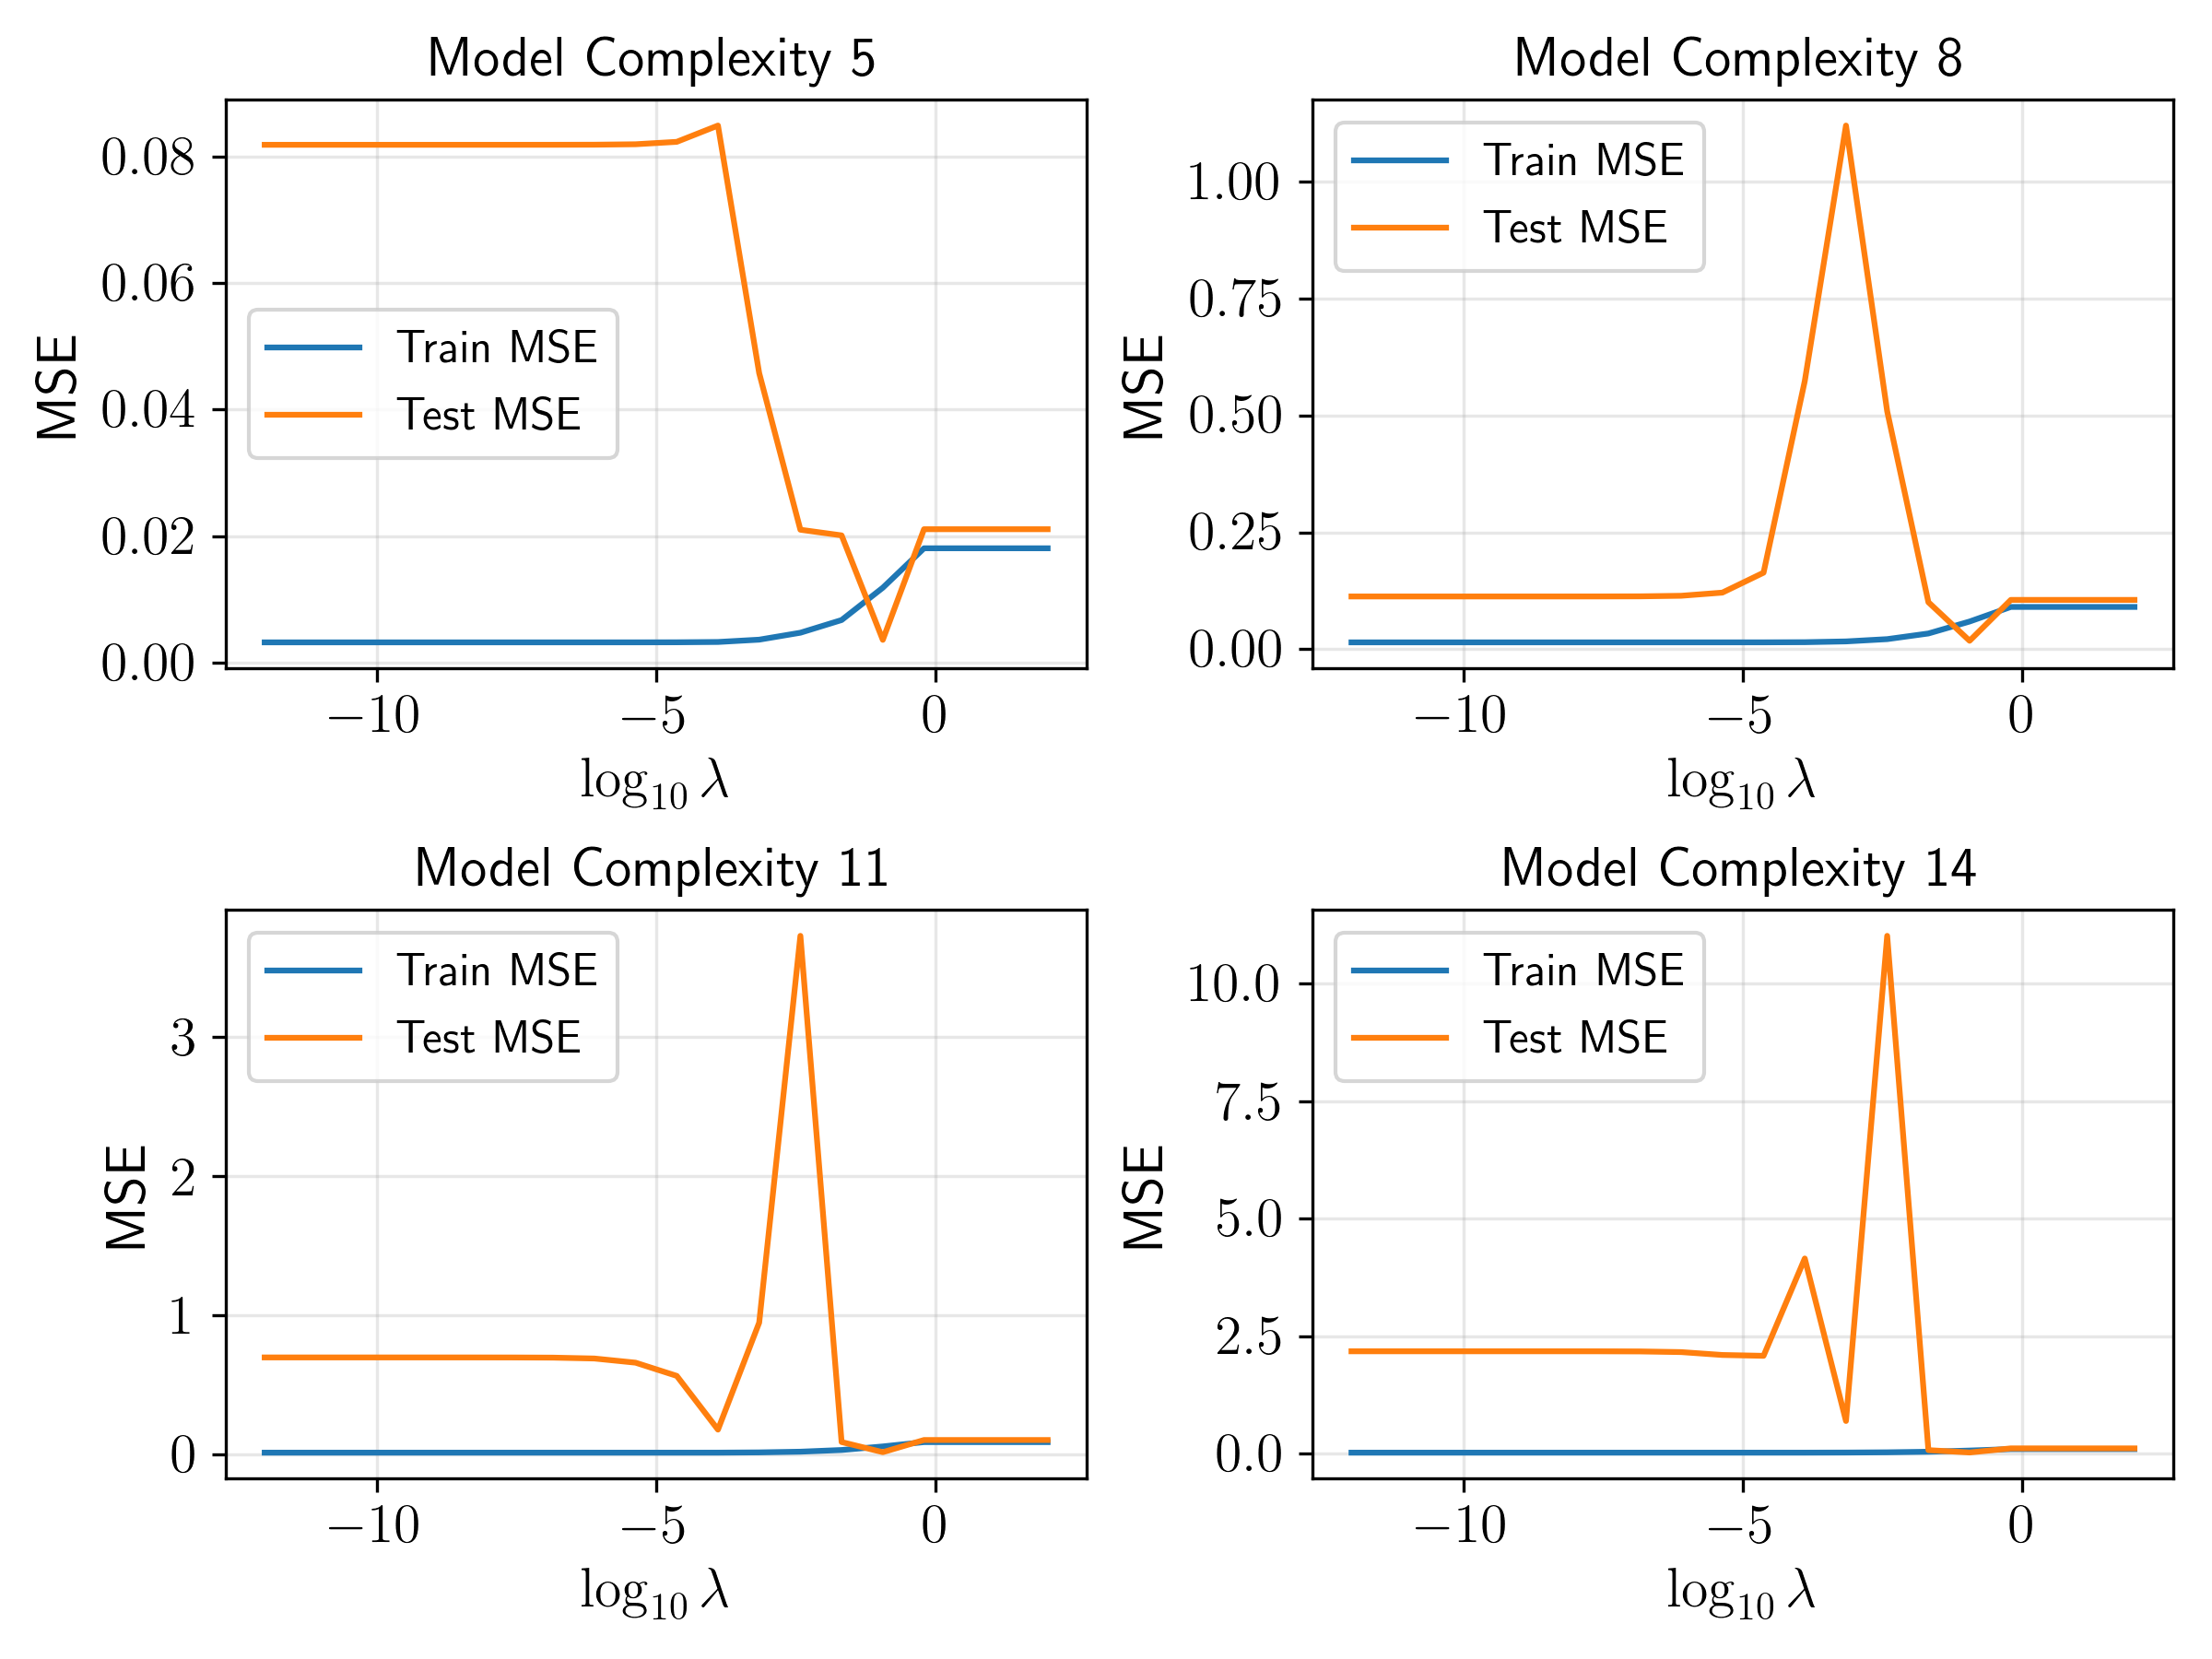 Model Complexity 5
MSE
0.08
0.06
0.04
0.02
0.00
Train MSE
Test MSE
−10 −5 0
log₁₀ λ
Model Complexity 8
MSE
1.00
0.75
0.50
0.25
0.00
Train MSE
Test MSE
−10 −5 0
log₁₀ λ
Model Complexity 11
MSE
3
2
1
0
Train MSE
Test MSE
−10 −5 0
log₁₀ λ
Model Complexity 14
MSE
10.0
7.5
5.0
2.5
0.0
Train MSE
Test MSE
−10 −5 0
log₁₀ λ